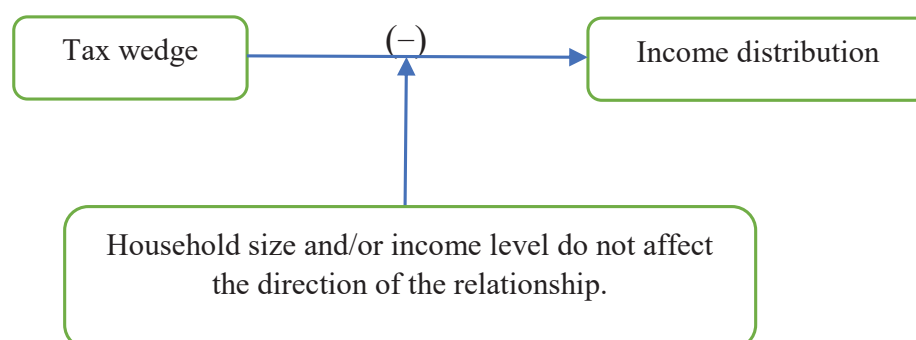 Tax wedge
(−)
Income distribution
Household size and/or income level do not affect
the direction of the relationship.